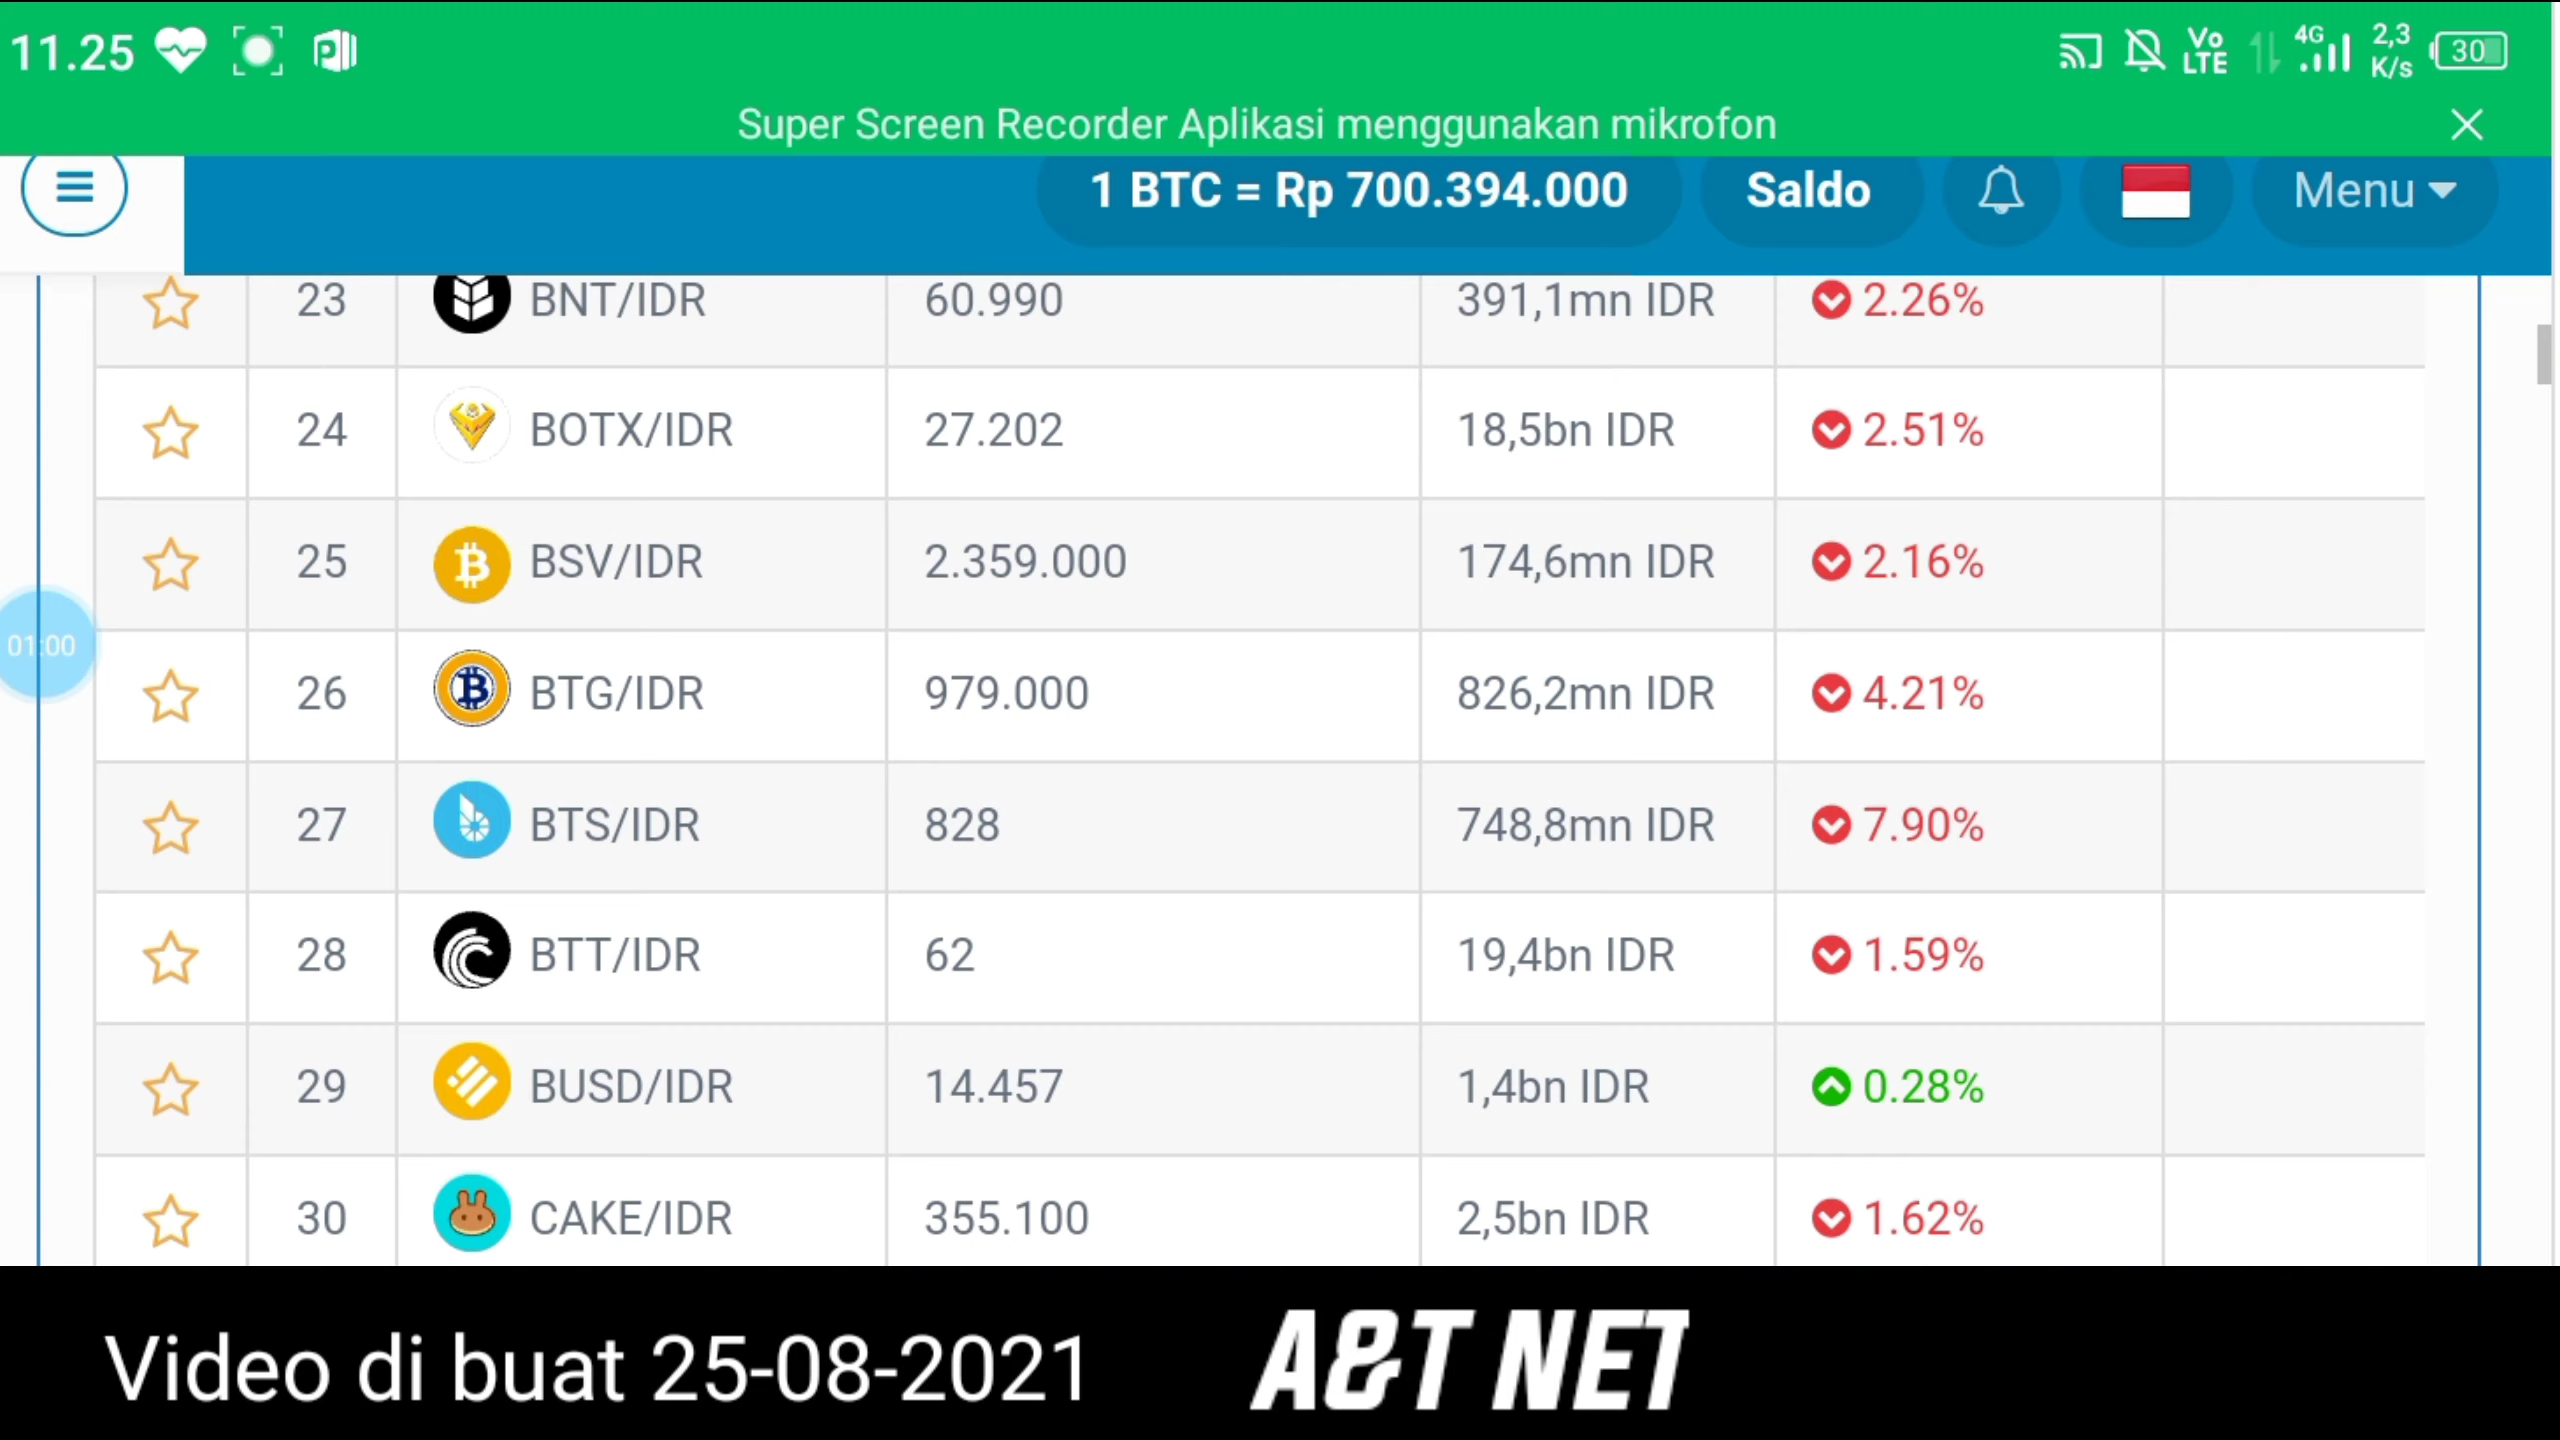 11.25
Vo LTE 4G 2,3 K/s 30
Super Screen Recorder Aplikasi menggunakan mikrofon
1 BTC = Rp 700.394.000 Saldo Menu
23 BNT/IDR 60.990 391,1mn IDR 2.26%
24 BOTX/IDR 27.202 18,5bn IDR 2.51%
25 BSV/IDR 2.359.000 174,6mn IDR 2.16%
01:00
26 BTG/IDR 979.000 826,2mn IDR 4.21%
27 BTS/IDR 828 748,8mn IDR 7.90%
28 BTT/IDR 62 19,4bn IDR 1.59%
29 BUSD/IDR 14.457 1,4bn IDR 0.28%
30 CAKE/IDR 355.100 2,5bn IDR 1.62%
Video di buat 25-08-2021 A&T NET